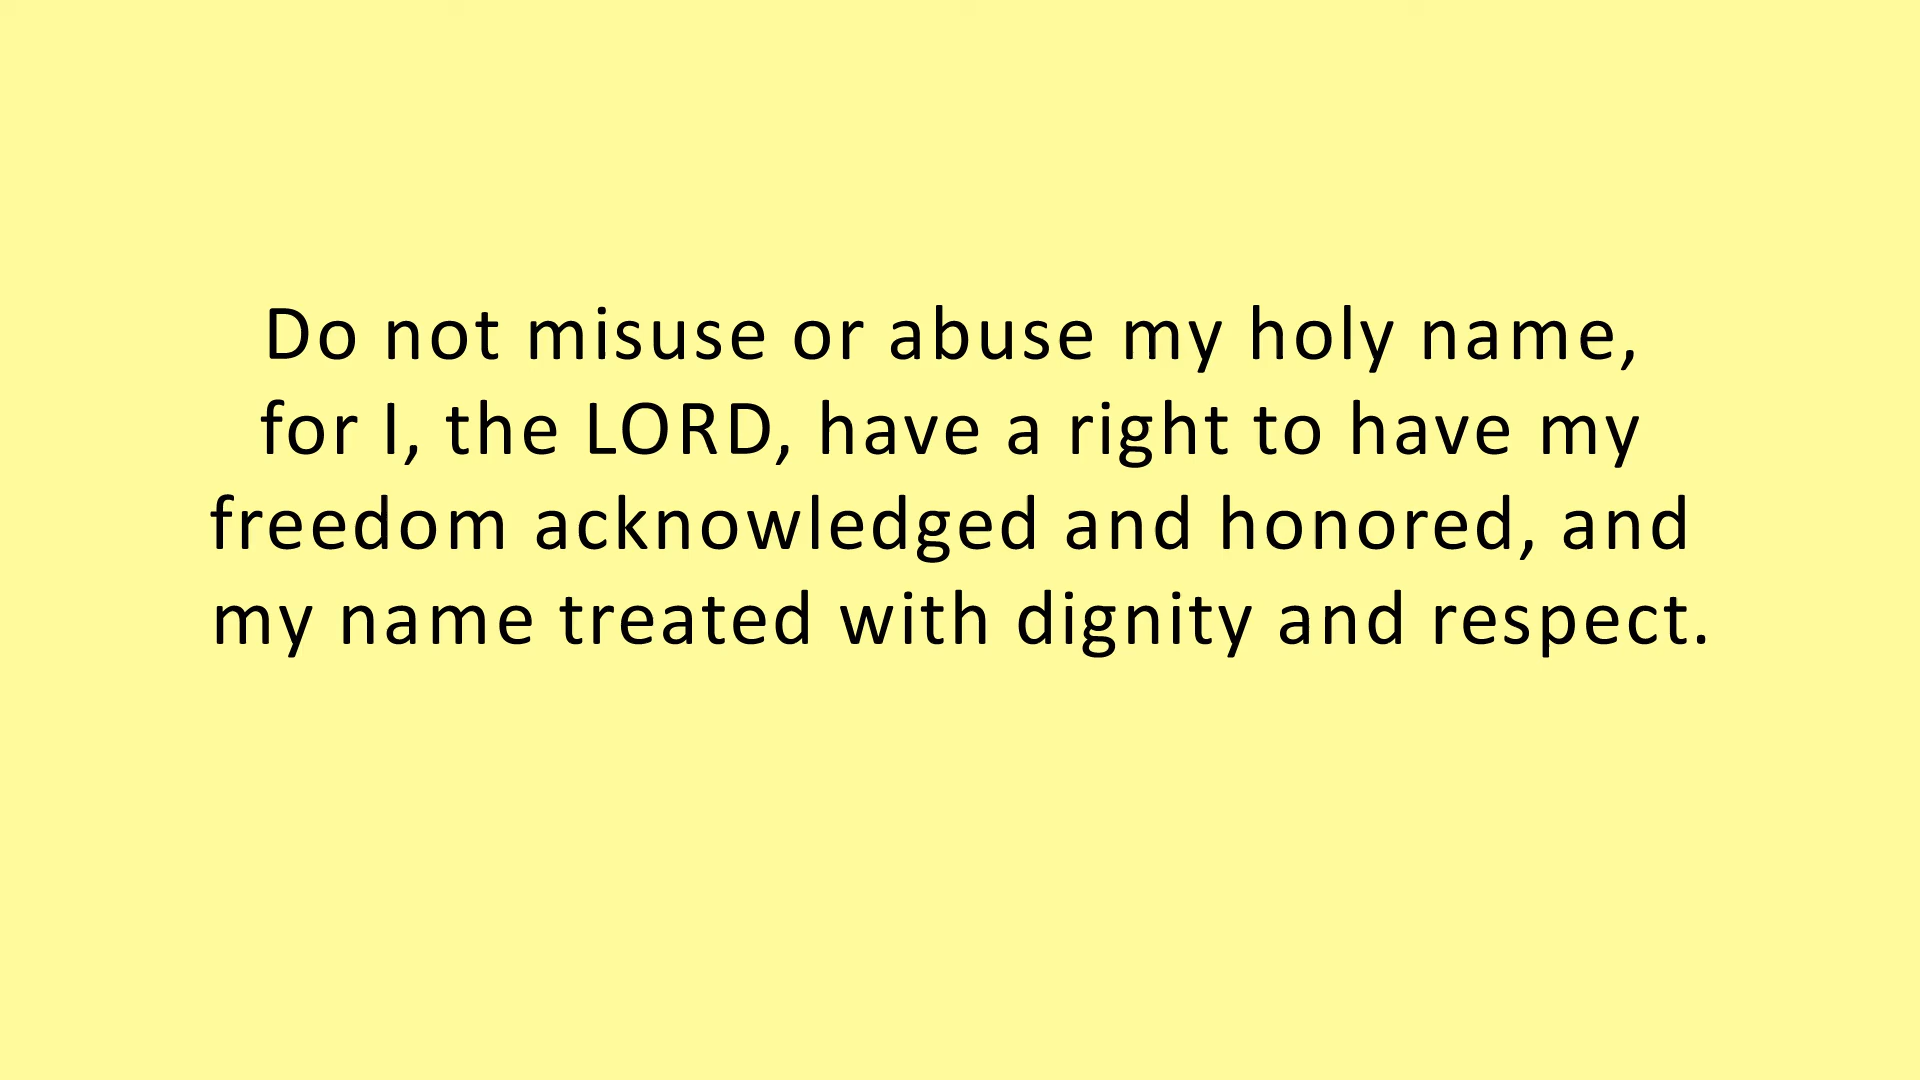 Do not misuse or abuse my holy name,
for I, the LORD, have a right to have my
freedom acknowledged and honored, and
my name treated with dignity and respect.